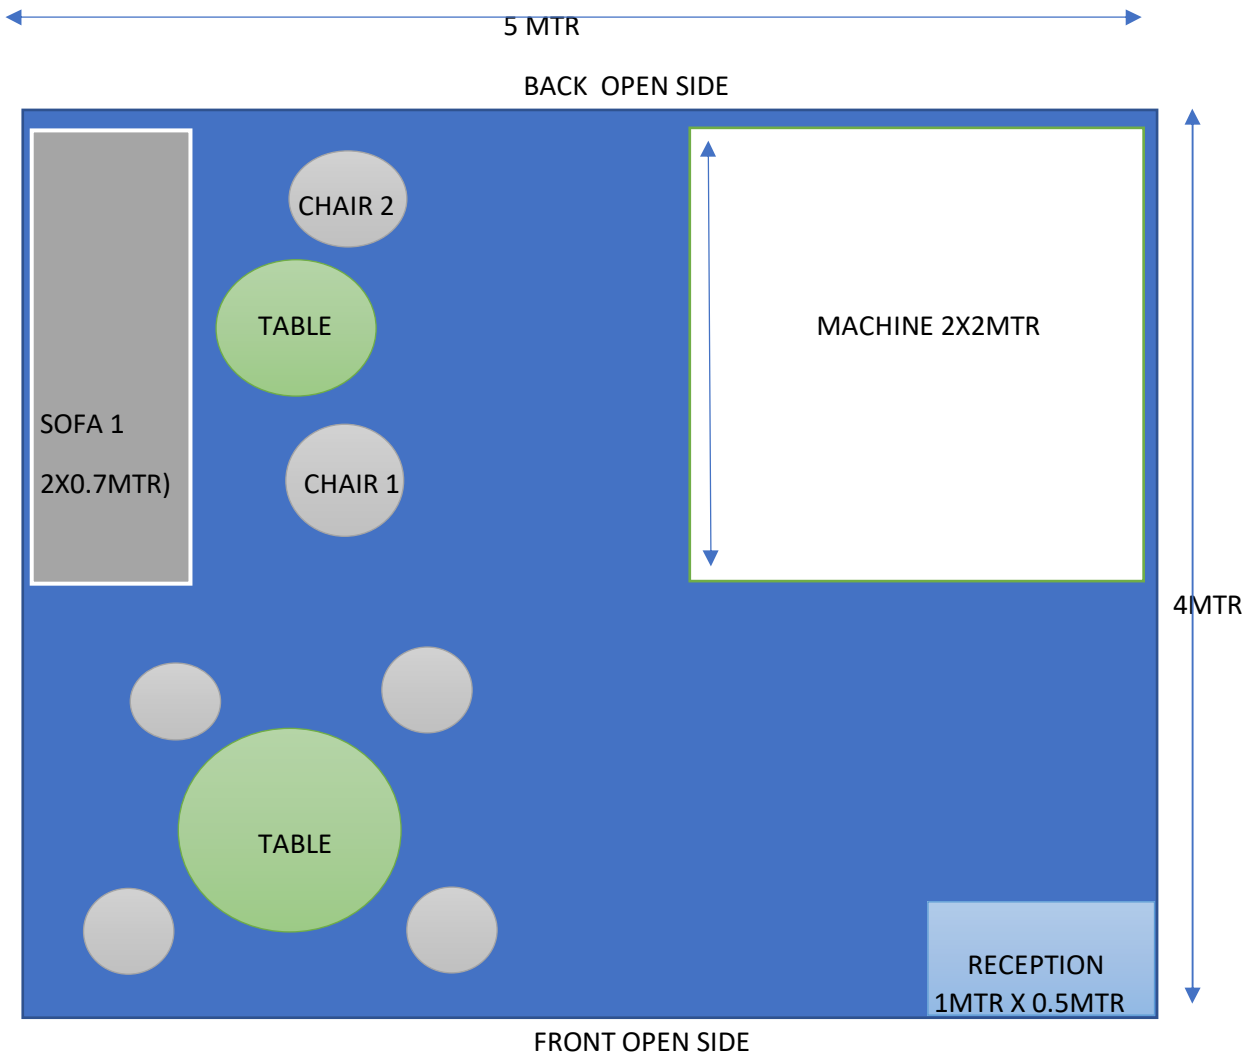 5 MTR
BACK  OPEN SIDE
CHAIR 2
TABLE
MACHINE 2X2MTR
SOFA 1
2X0.7MTR)
CHAIR 1
4MTR
TABLE
RECEPTION
1MTR X 0.5MTR
FRONT OPEN SIDE